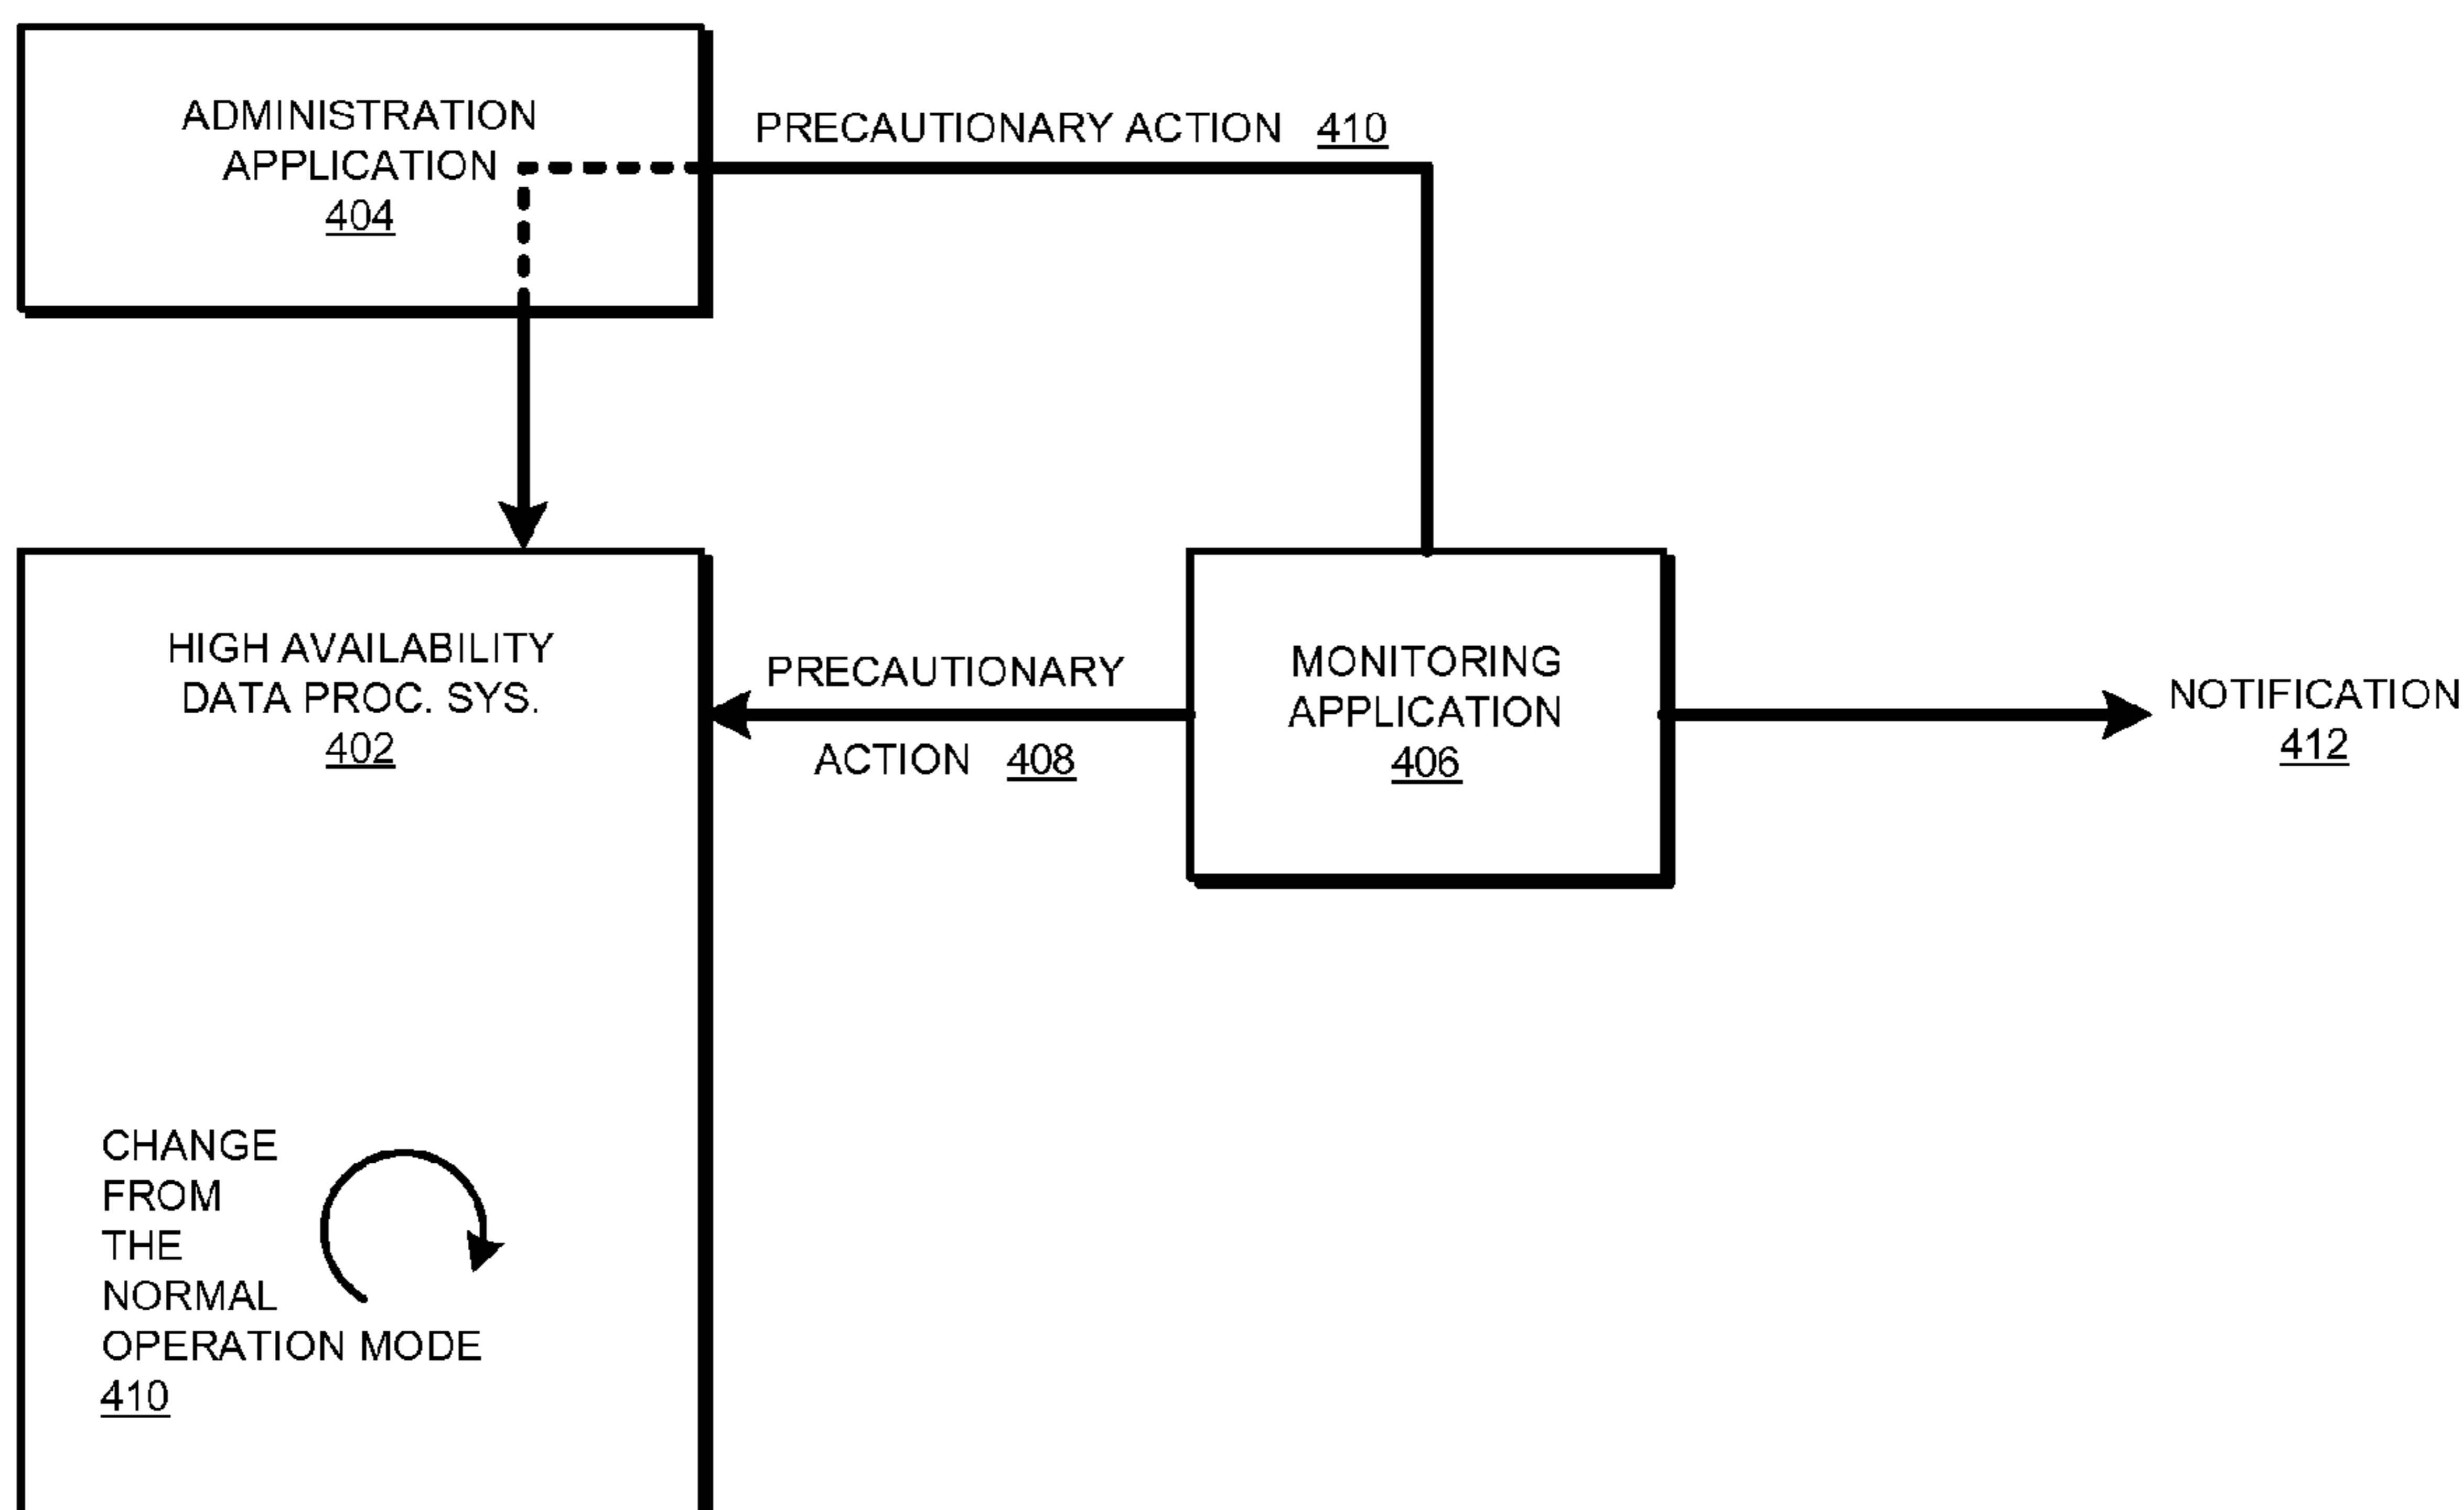 ADMINISTRATION
APPLICATION
404
PRECAUTIONARY ACTION 410
HIGH AVAILABILITY
DATA PROC. SYS.
402
PRECAUTIONARY
ACTION 408
MONITORING
APPLICATION
406
NOTIFICATION
412
CHANGE
FROM
THE
NORMAL
OPERATION MODE
410